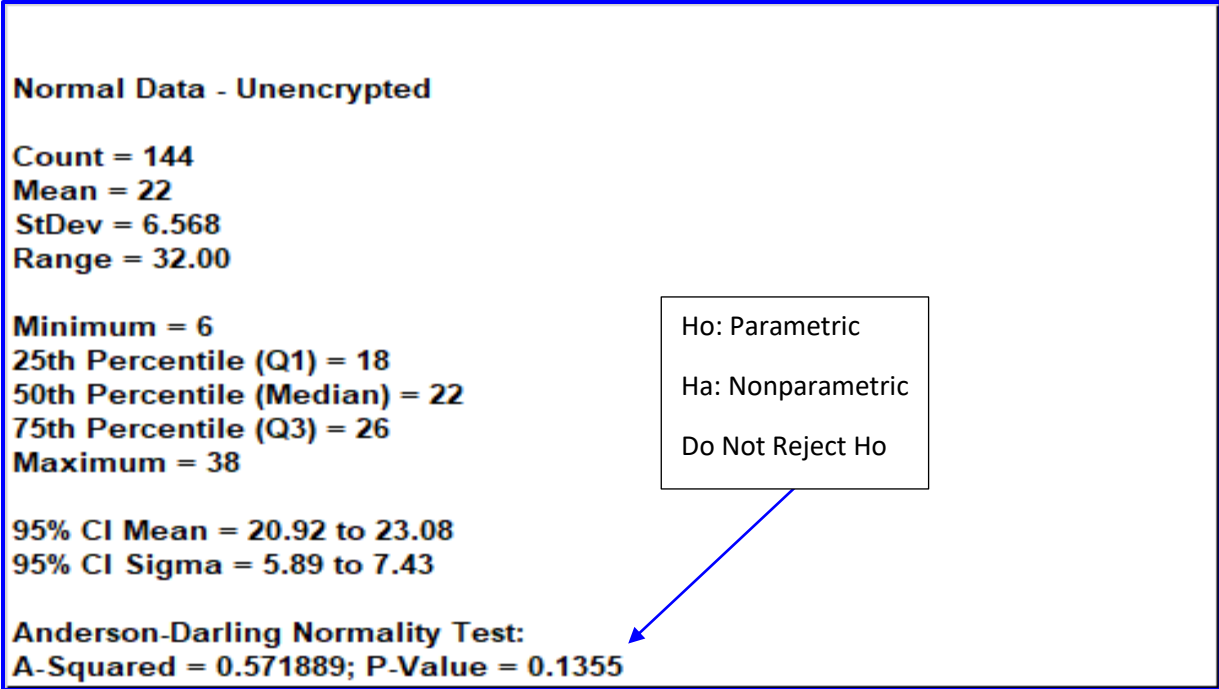 Normal Data - Unencrypted
Count = 144
Mean = 22
StDev = 6.568
Range = 32.00
Minimum = 6
25th Percentile (Q1) = 18
50th Percentile (Median) = 22
75th Percentile (Q3) = 26
Maximum = 38
95% CI Mean = 20.92 to 23.08
95% CI Sigma = 5.89 to 7.43
Anderson-Darling Normality Test:
A-Squared = 0.571889; P-Value = 0.1355
Ho: Parametric
Ha: Nonparametric
Do Not Reject Ho